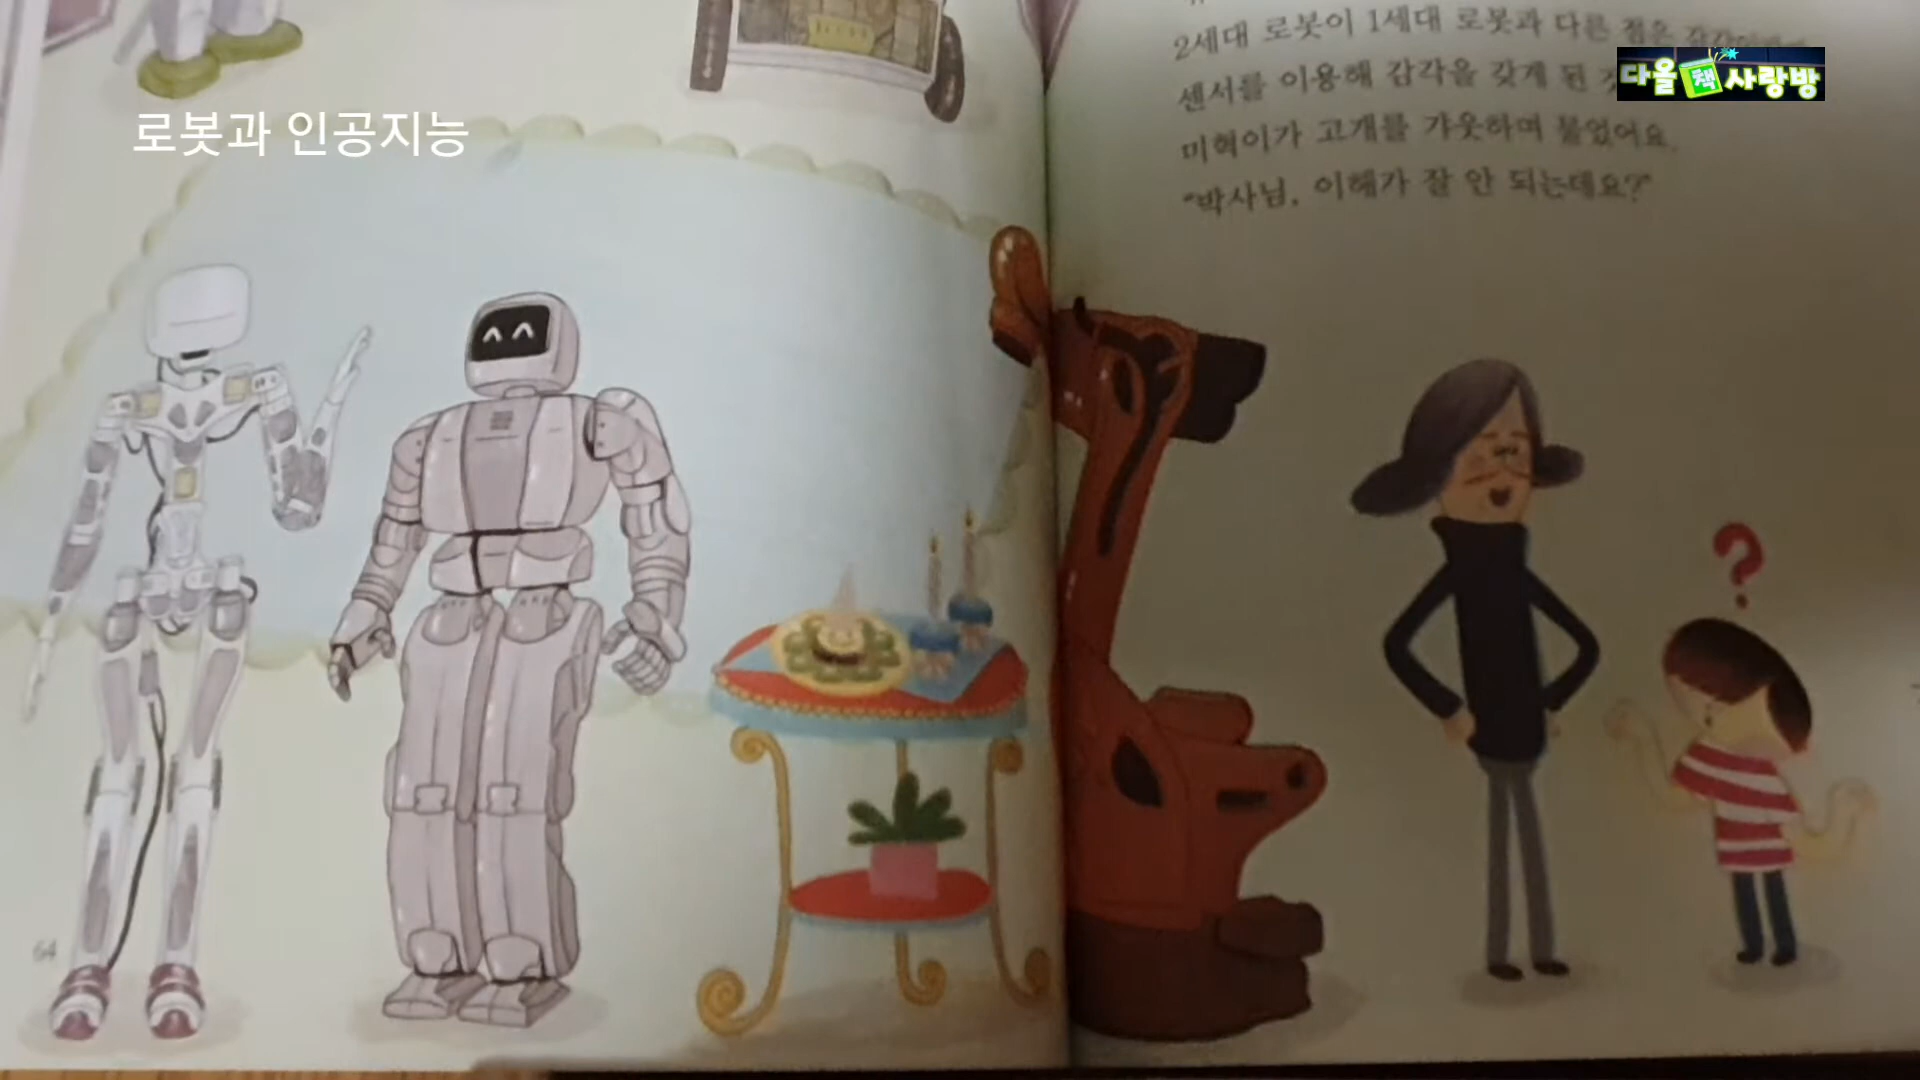 로봇과 인공지능
2세대 로봇이 1세대 로봇과 다른 점은
센서를 이용해 감각을 갖게 된
미혁이가 고개를 갸웃하며 물었어요.
"박사님, 이해가 잘 안 되는데요?"
다올 책 사랑방
64